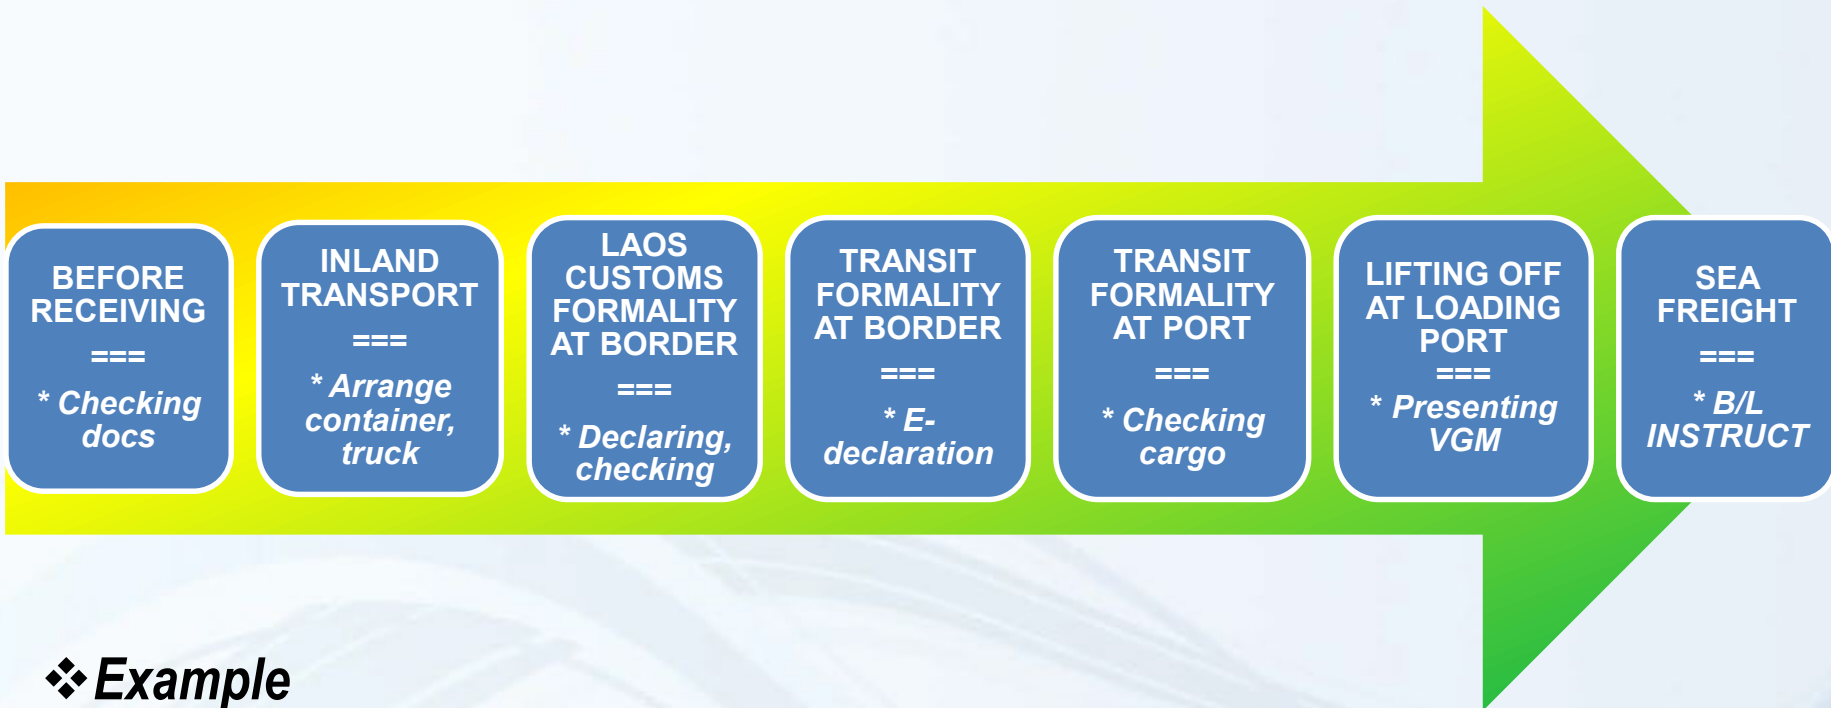 BEFORE
RECEIVING
===
* Checking
docs
INLAND
TRANSPORT
===
* Arrange
container,
truck
LAOS
CUSTOMS
FORMALITY
AT BORDER
===
* Declaring,
checking
TRANSIT
FORMALITY
AT BORDER
===
* E-
declaration
TRANSIT
FORMALITY
AT PORT
===
* Checking
cargo
LIFTING OFF
AT LOADING
PORT
===
* Presenting
VGM
SEA
FREIGHT
===
* B/L
INSTRUCT
❖Example